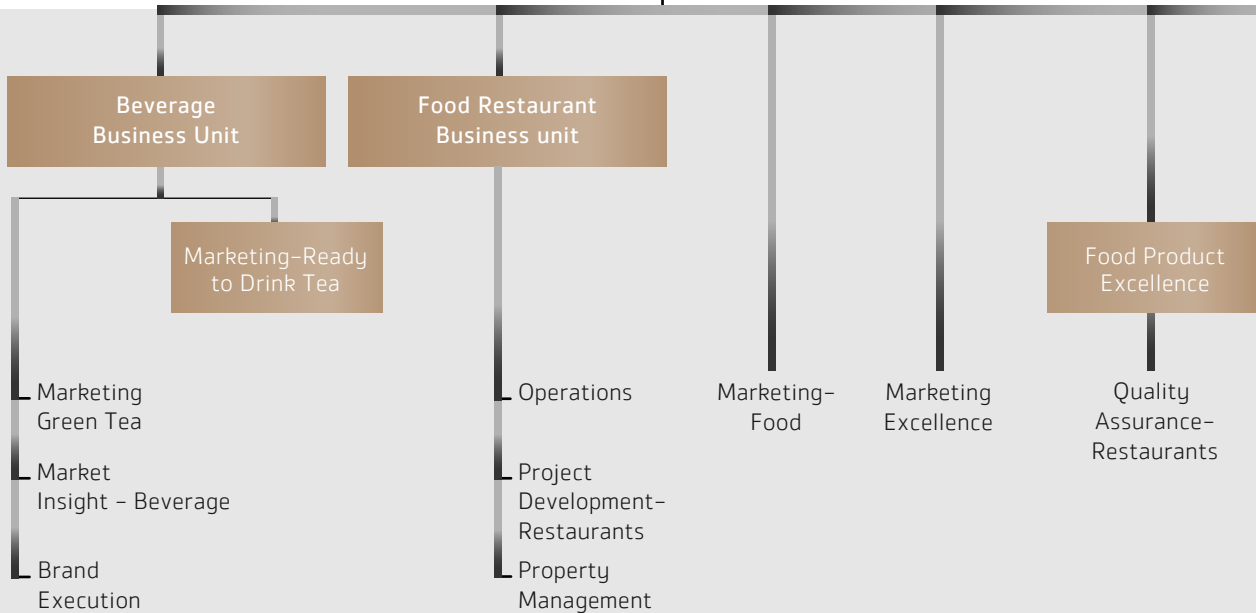 Beverage
Business Unit
Food Restaurant
Business unit
Marketing-Ready
to Drink Tea
Food Product
Excellence
Marketing
Green Tea
Market
Insight - Beverage
Brand
Execution
Operations
Project
Development-
Restaurants
Property
Management
Marketing-
Food
Marketing
Excellence
Quality
Assurance-
Restaurants